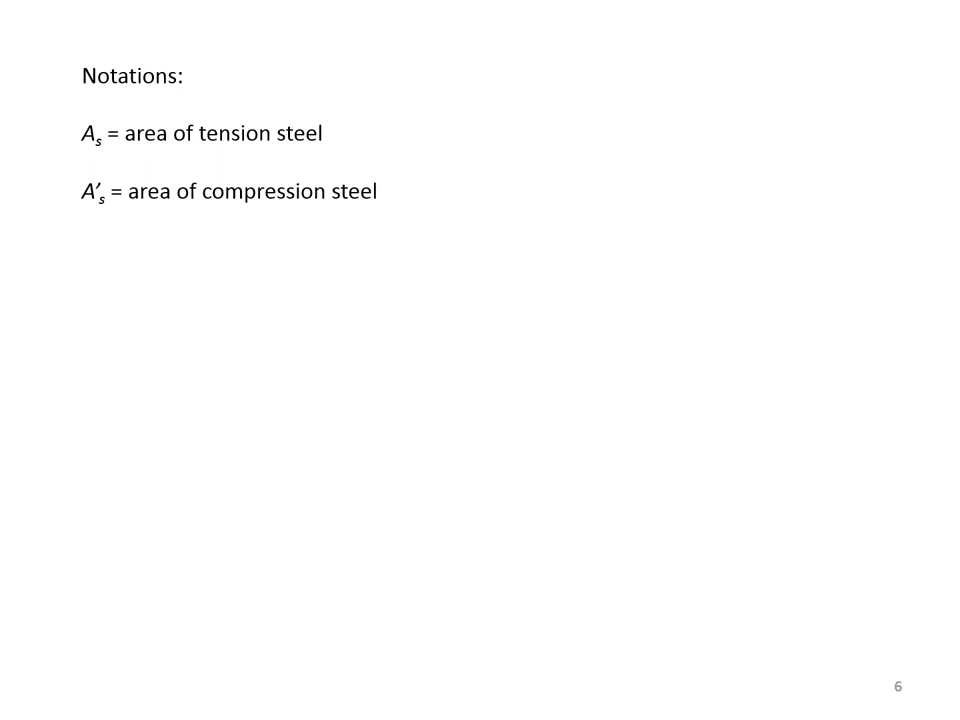 Notations:
Aₛ = area of tension steel
A’ₛ = area of compression steel
6